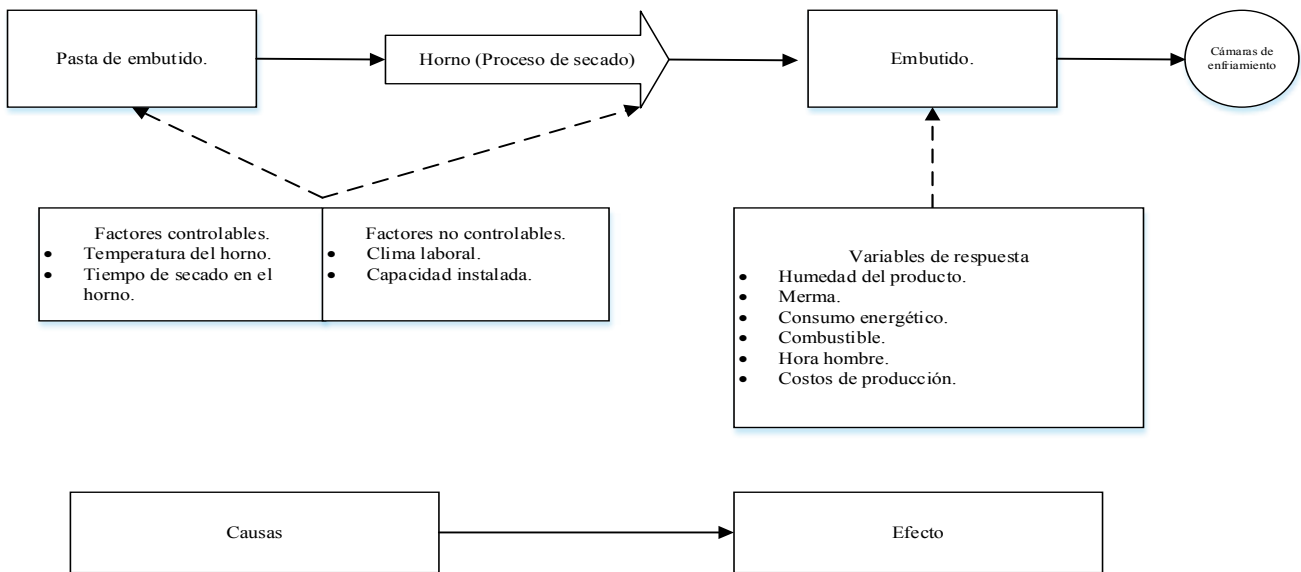 Pasta de embutido.
Horno (Proceso de secado)
Embutido.
Cámaras de
enfriamiento
Factores controlables.
• Temperatura del horno.
• Tiempo de secado en el
horno.
Factores no controlables.
• Clima laboral.
• Capacidad instalada.
Variables de respuesta
• Humedad del producto.
• Merma.
• Consumo energético.
• Combustible.
• Hora hombre.
• Costos de producción.
Causas
Efecto